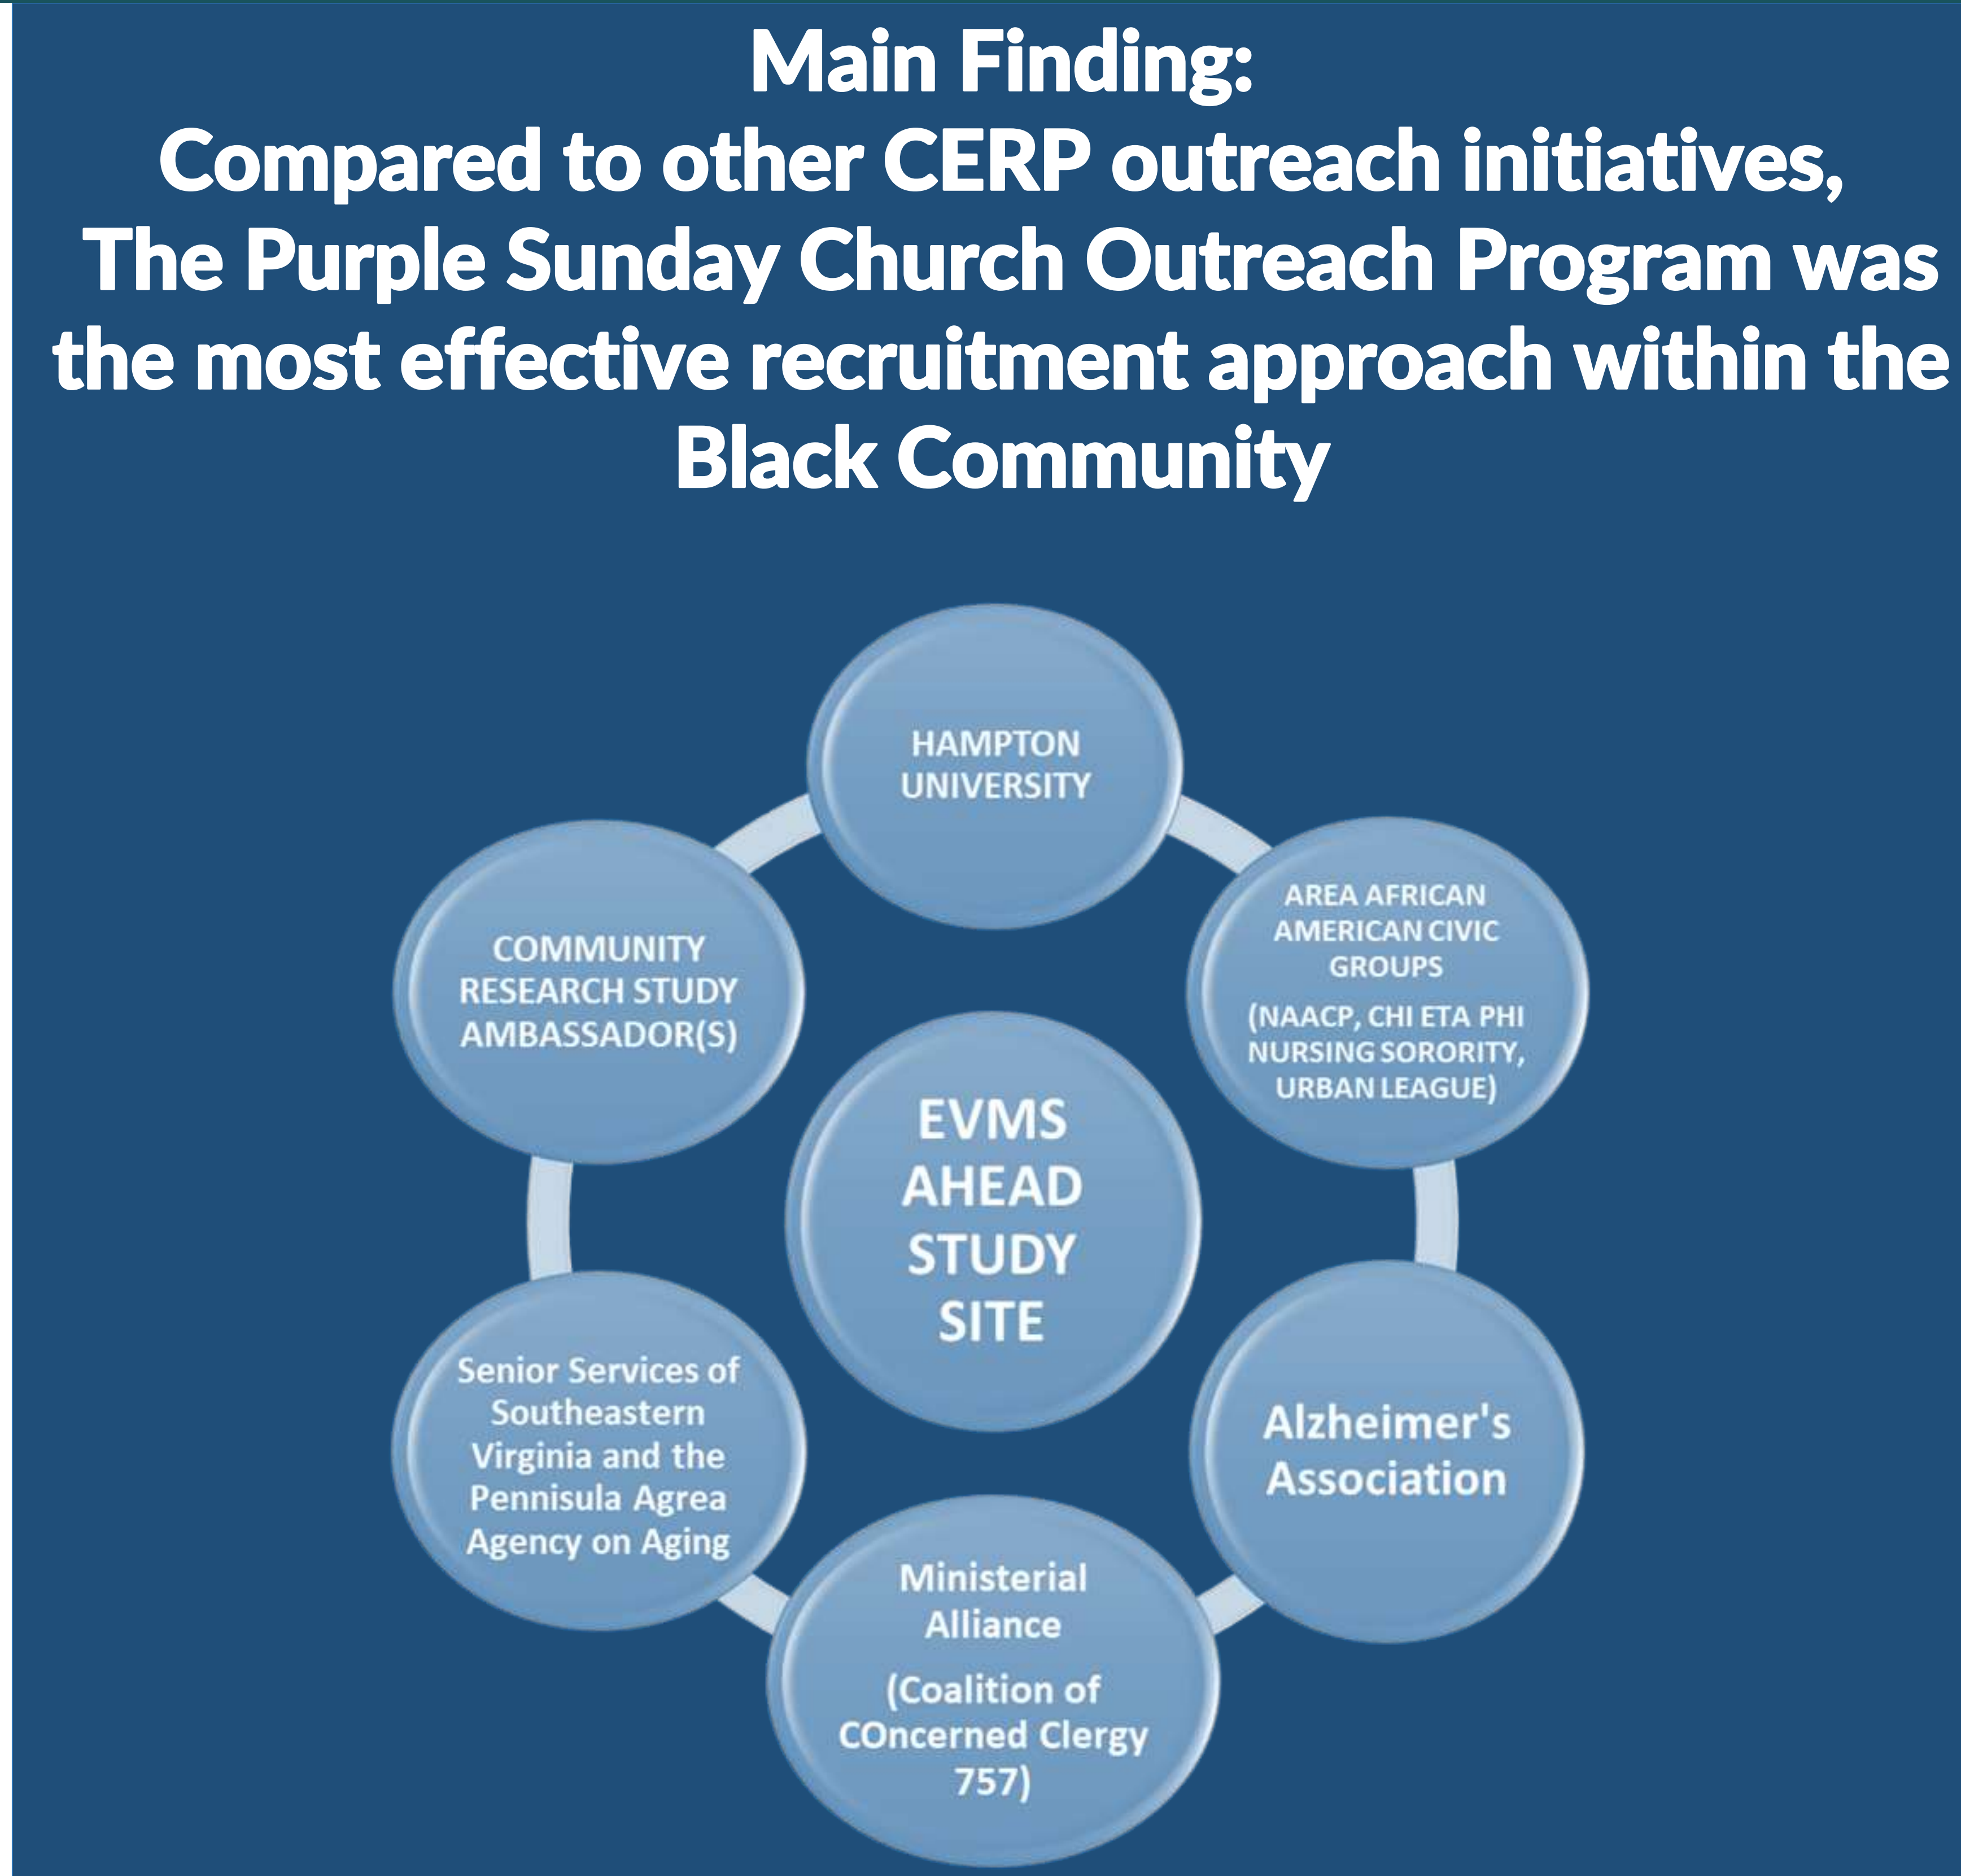 Main Finding:
Compared to other CERP outreach initiatives,
The Purple Sunday Church Outreach Program was
the most effective recruitment approach within the
Black Community
HAMPTON
UNIVERSITY
AREA AFRICAN
AMERICAN CIVIC
GROUPS
(NAACP, CHI ETA PHI
NURSING SORORITY,
URBAN LEAGUE)
COMMUNITY
RESEARCH STUDY
AMBASSADOR(S)
EVMS
AHEAD
STUDY
SITE
Senior Services of
Southeastern
Virginia and the
Pennisula Agrea
Agency on Aging
Alzheimer's
Association
Ministerial
Alliance
(Coalition of
COncerned Clergy
757)